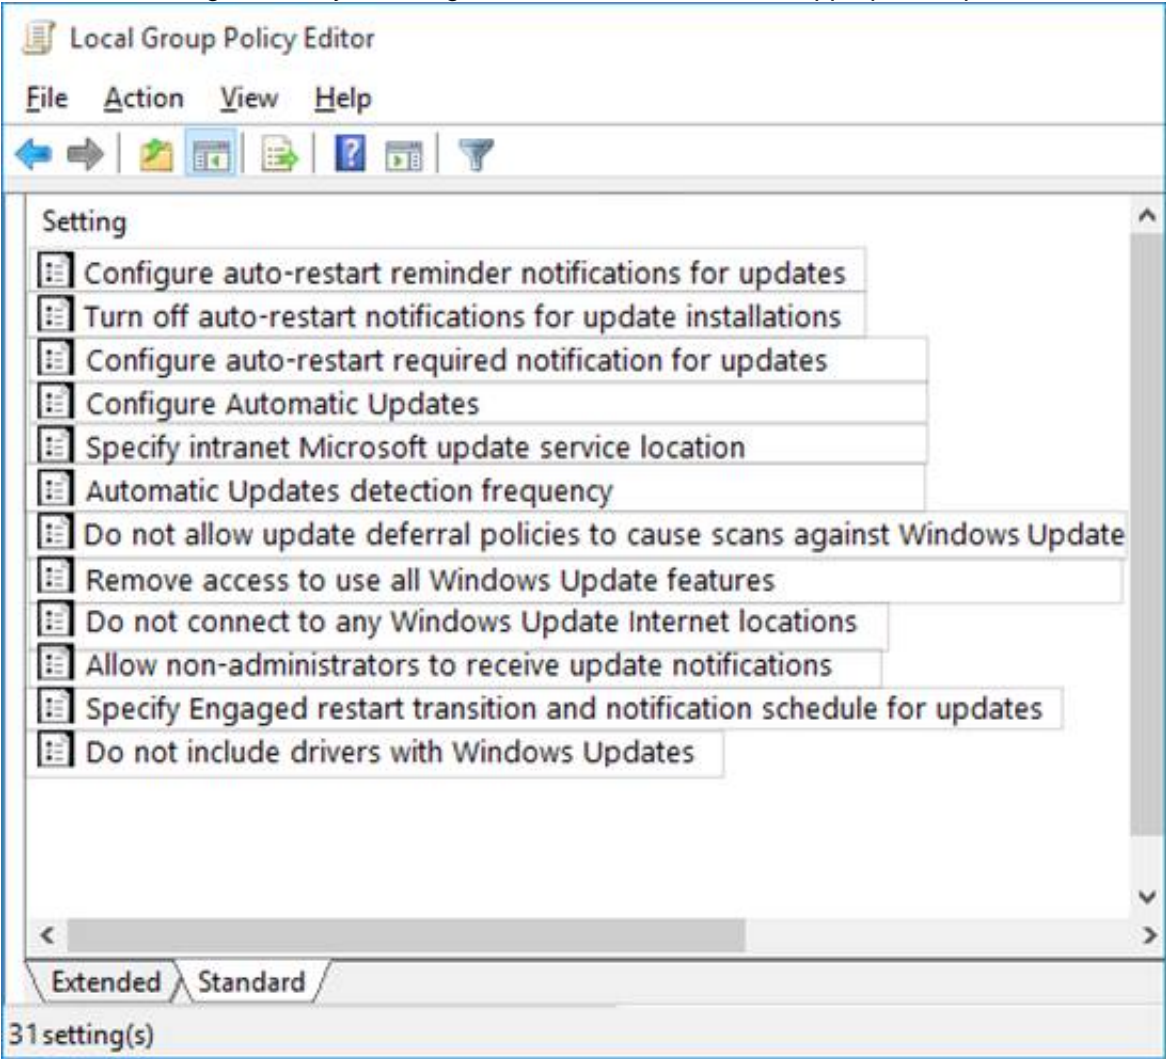 Local Group Policy Editor
File Action View Help
Setting
Configure auto-restart reminder notifications for updates
Turn off auto-restart notifications for update installations
Configure auto-restart required notification for updates
Configure Automatic Updates
Specify intranet Microsoft update service location
Automatic Updates detection frequency
Do not allow update deferral policies to cause scans against Windows Update
Remove access to use all Windows Update features
Do not connect to any Windows Update Internet locations
Allow non-administrators to receive update notifications
Specify Engaged restart transition and notification schedule for updates
Do not include drivers with Windows Updates
Extended Standard
31 setting(s)